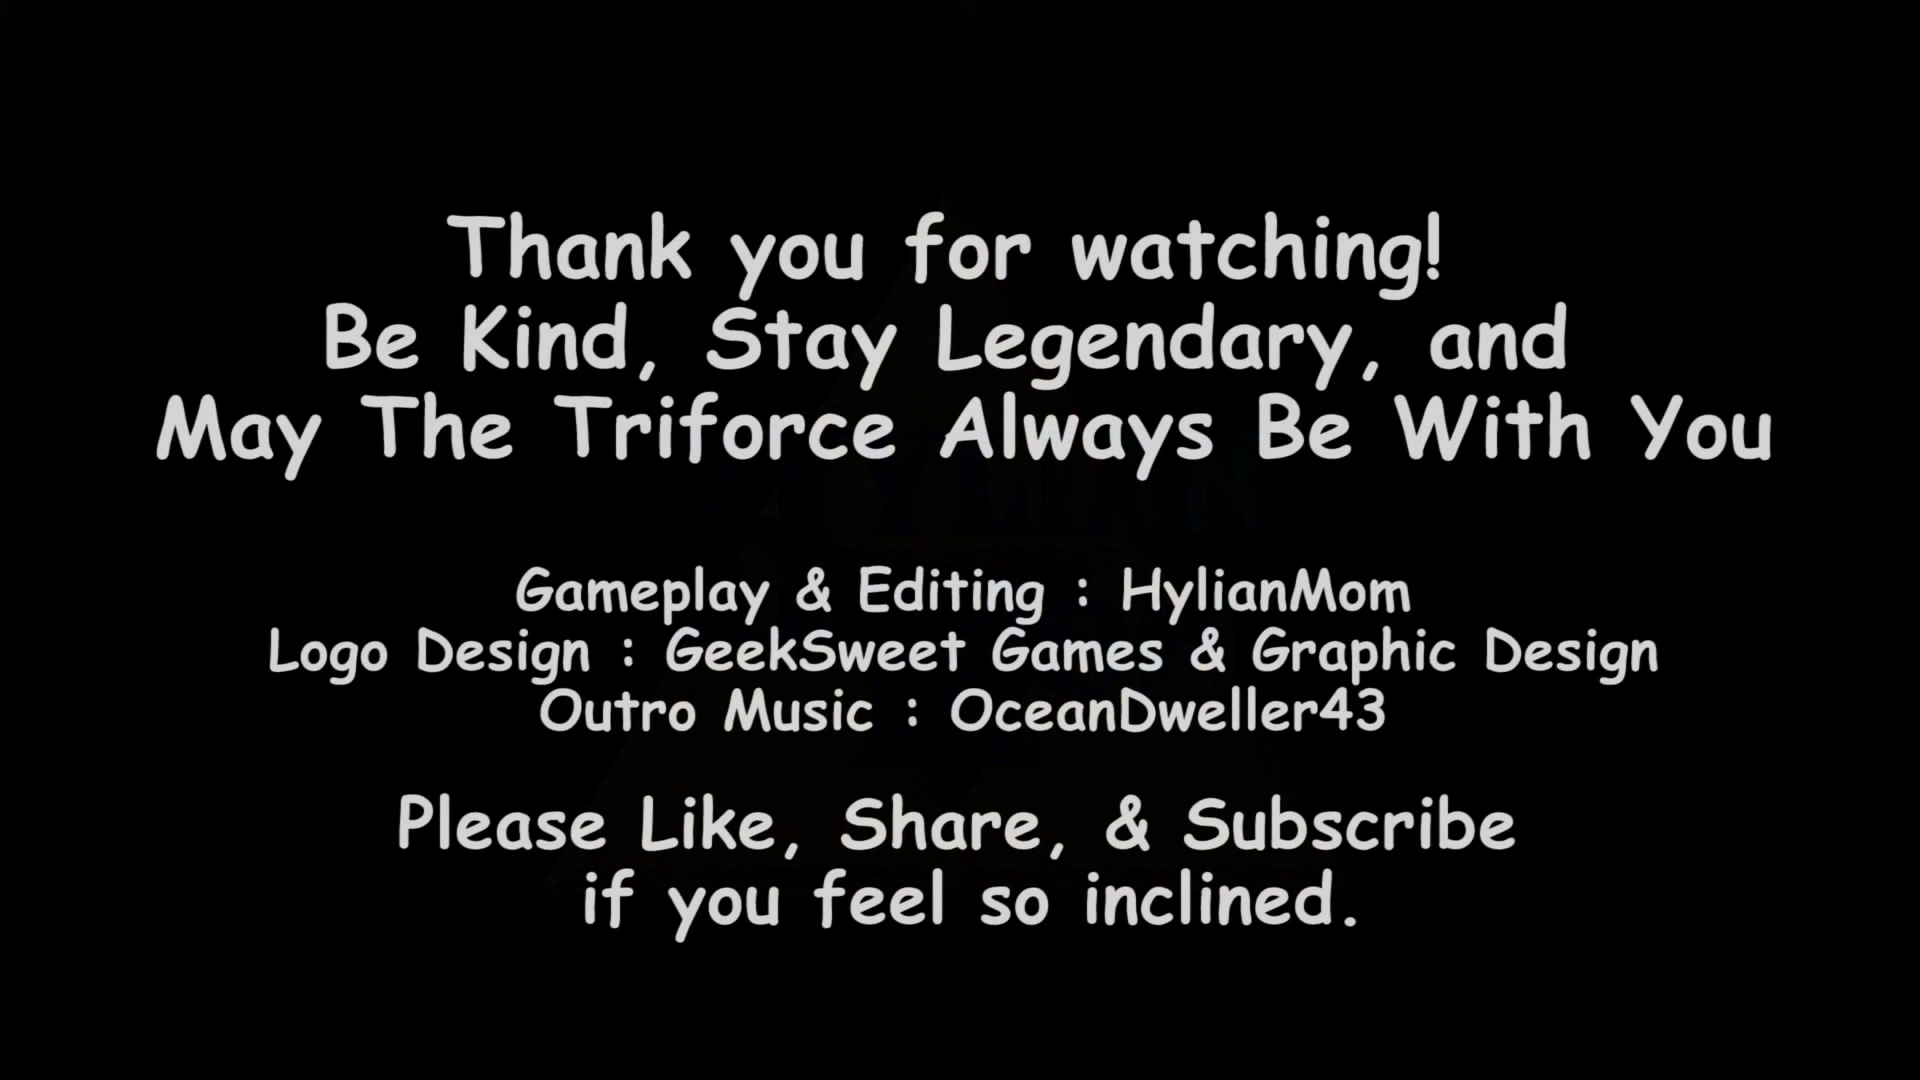 Thank you for watching!
Be Kind, Stay Legendary, and
May The Triforce Always Be With You
Gameplay & Editing : HylianMom
Logo Design : GeekSweet Games & Graphic Design
Outro Music : OceanDweller43
Please Like, Share, & Subscribe
if you feel so inclined.